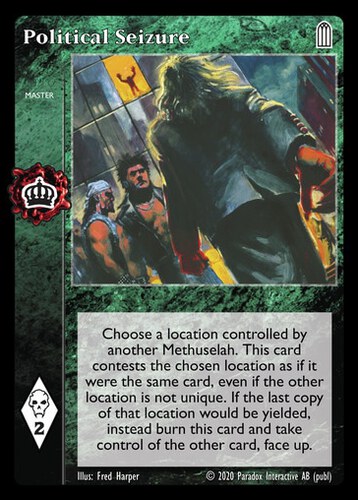 Political Seizure
MASTER
Choose a location controlled by
another Methuselah. This card
contests the chosen location as if it
were the same card, even if the other
location is not unique. If the last copy
of that location would be yielded,
instead burn this card and take
control of the other card, face up.
2
Illus: Fred Harper
© 2020 Paradox Interactive AB (publ)